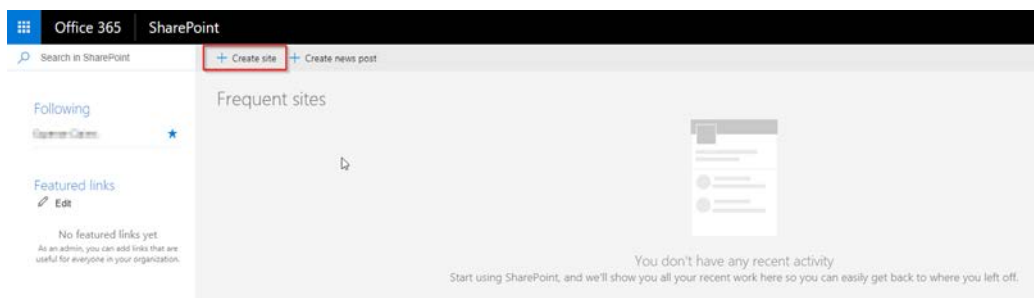 Office 365 SharePoint
Search in SharePoint
+ Create site + Create news post
Frequent sites
Following
Featured links
Edit
No featured links yet
As an admin, you can add links that are
useful for everyone in your organization.
You don't have any recent activity
Start using SharePoint, and we'll show you all your recent work here so you can easily get back to where you left off.